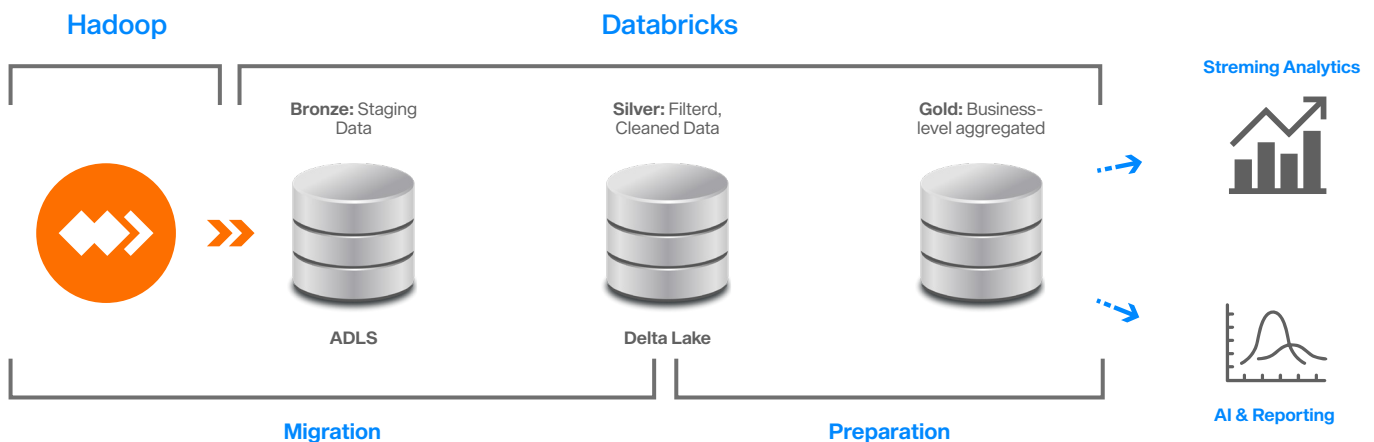 Hadoop
Databricks
Streming Analytics
Bronze: Staging
Data
Silver: Filterd,
Cleaned Data
Gold: Business-
level aggregated
ADLS
Delta Lake
Migration
Preparation
AI & Reporting